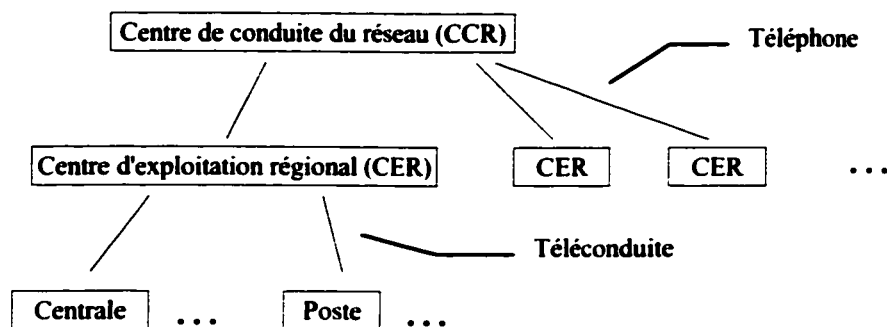 Centre de conduite du réseau (CCR)
Téléphone
Centre d'exploitation régional (CER)
CER
CER
...
Téléconduite
Centrale
...
Poste
...